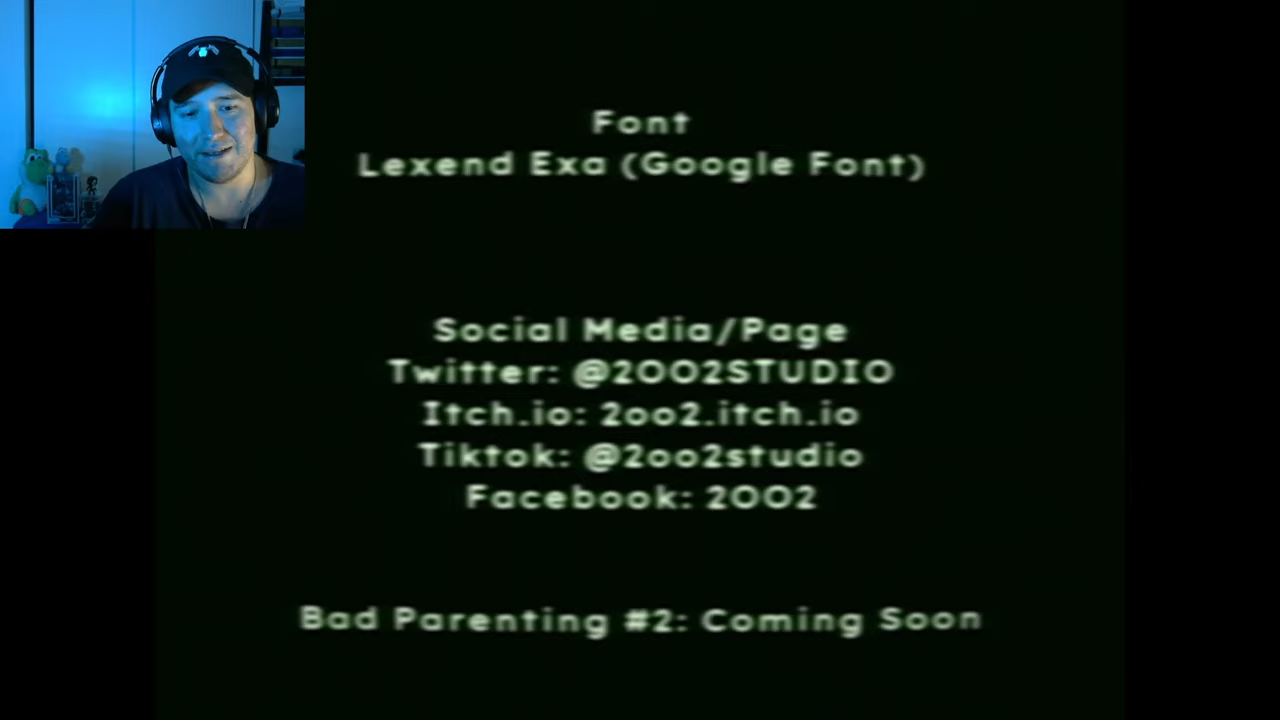 Font
Lexend Exa (Google Font)
Social Media/Page
Twitter: @2OO2STUDIO
Itch.io: 2oo2.itch.io
Tiktok: @2oo2studio
Facebook: 2OO2
Bad Parenting #2: Coming Soon